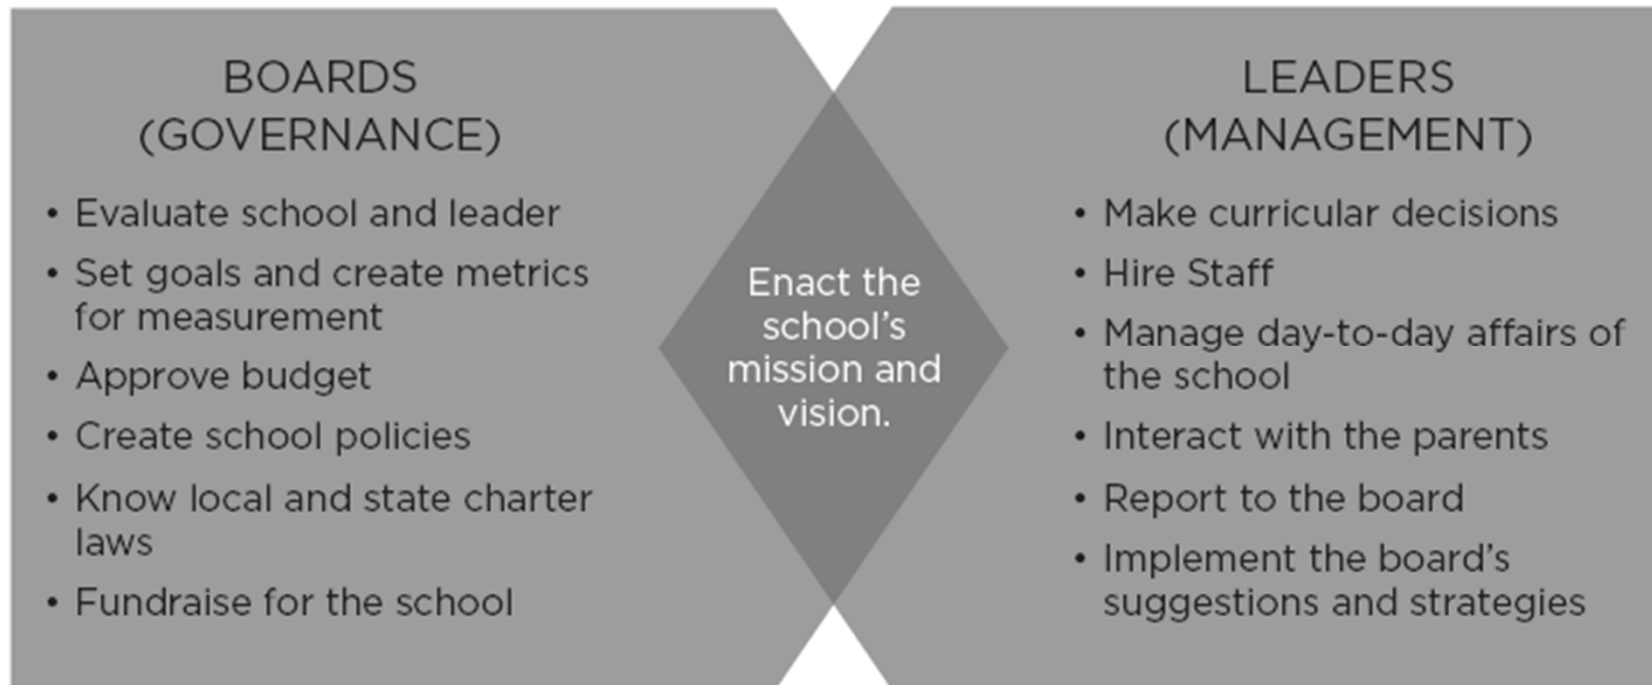 BOARDS
(GOVERNANCE)
• Evaluate school and leader
• Set goals and create metrics
for measurement
• Approve budget
• Create school policies
• Know local and state charter
laws
• Fundraise for the school
Enact the
school’s
mission and
vision.
LEADERS
(MANAGEMENT)
• Make curricular decisions
• Hire Staff
• Manage day-to-day affairs of
the school
• Interact with the parents
• Report to the board
• Implement the board’s
suggestions and strategies